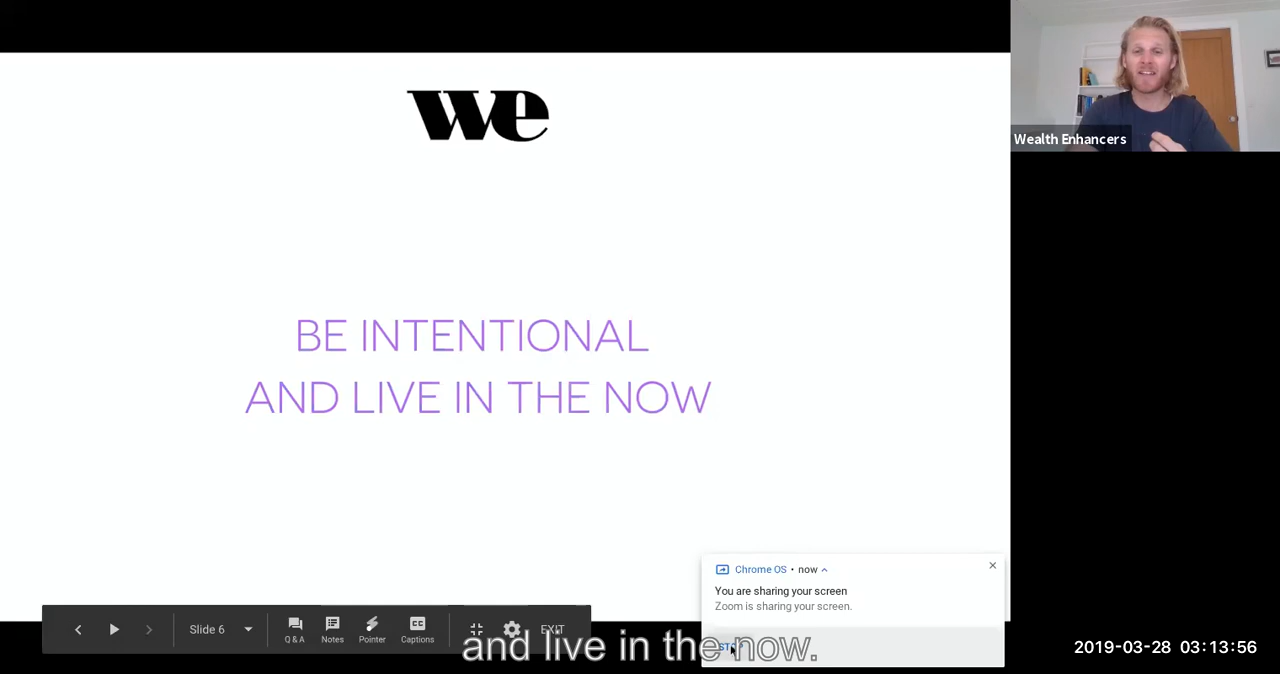 we
Wealth Enhancers
BE INTENTIONAL
AND LIVE IN THE NOW
Chrome OS • now
You are sharing your screen
Zoom is sharing your screen.
STOP
Slide 6
Q & A
Notes
Pointer
Captions
EXIT
and live in the now.
2019-03-28 03:13:56